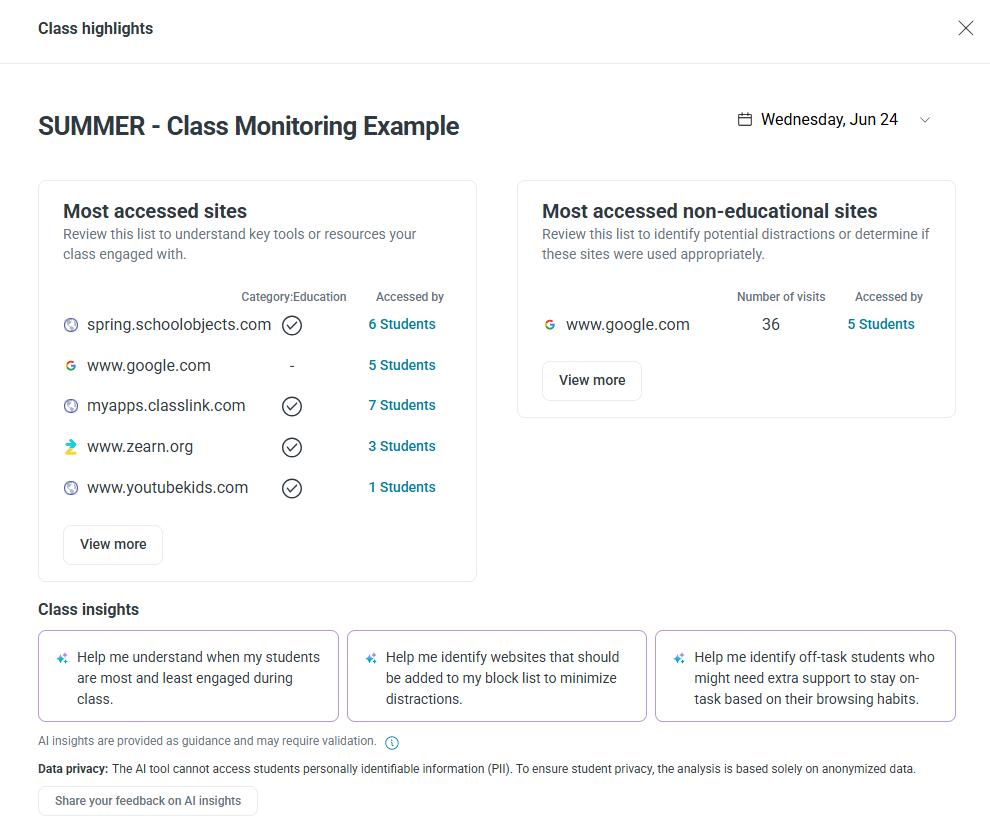 Class highlights
SUMMER - Class Monitoring Example
Wednesday, Jun 24
Most accessed sites
Review this list to understand key tools or resources your
class engaged with.
Category:Education Accessed by
spring.schoolobjects.com 6 Students
www.google.com - 5 Students
myapps.classlink.com 7 Students
www.zearn.org 3 Students
www.youtubekids.com 1 Students
View more
Most accessed non-educational sites
Review this list to identify potential distractions or determine if
these sites were used appropriately.
Number of visits Accessed by
www.google.com 36 5 Students
View more
Class insights
Help me understand when my students
are most and least engaged during
class.
Help me identify websites that should
be added to my block list to minimize
distractions.
Help me identify off-task students who
might need extra support to stay on-
task based on their browsing habits.
AI insights are provided as guidance and may require validation.
Data privacy: The AI tool cannot access students personally identifiable information (PII). To ensure student privacy, the analysis is based solely on anonymized data.
Share your feedback on AI insights